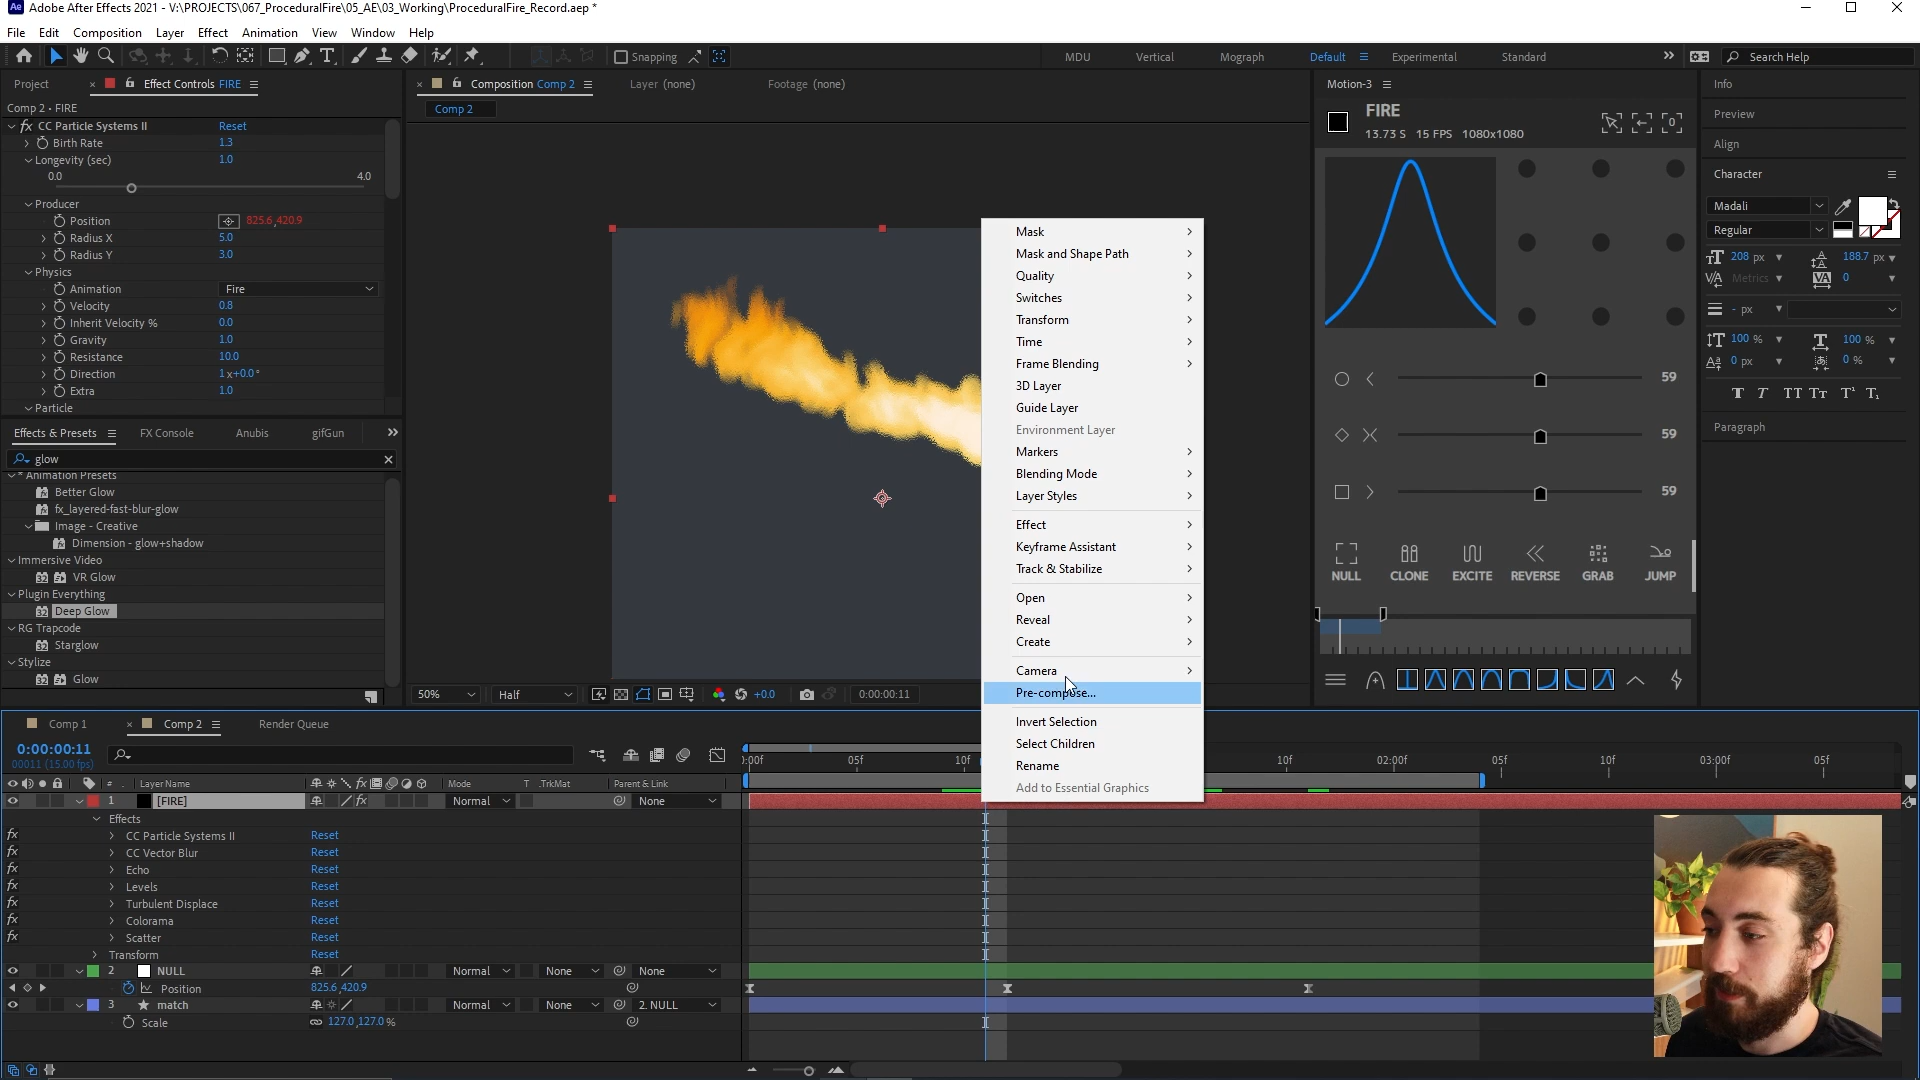 Ae Adobe After Effects 2021 - V:\PROJECTS\067_ProceduralFire\05_AE\03_Working\ProceduralFire_Record.aep *
File Edit Composition Layer Effect Animation View Window Help
Snapping
MDU Vertical Mograph Default Experimental Standard
Search Help
Project
Effect Controls FIRE
Comp 2 • FIRE
fx CC Particle Systems II Reset
Birth Rate 1.3
Longevity (sec) 1.0
0.0 4.0
Producer
Position 825.6,420.9
Radius X 5.0
Radius Y 3.0
Physics
Animation Fire
Velocity 0.8
Inherit Velocity % 0.0
Gravity 1.0
Resistance 10.0
Direction 1x+0.0°
Extra 1.0
Particle
Effects & Presets FX Console Anubis gifGun
glow
* Animation Presets
Better Glow
fx_layered-fast-blur-glow
Image - Creative
Dimension - glow+shadow
Immersive Video
VR Glow
Plugin Everything
Deep Glow
RG Trapcode
Starglow
Stylize
Glow
Composition Comp 2 Layer (none) Footage (none)
Comp 2
50% Half +0.0 0:00:00:11
Mask
Mask and Shape Path
Quality
Switches
Transform
Time
Frame Blending
3D Layer
Guide Layer
Environment Layer
Markers
Blending Mode
Layer Styles
Effect
Keyframe Assistant
Track & Stabilize
Open
Reveal
Create
Camera
Pre-compose...
Invert Selection
Select Children
Rename
Add to Essential Graphics
Motion-3
FIRE
13.73 S 15 FPS 1080x1080
0
59
59
59
NULL CLONE EXCITE REVERSE GRAB JUMP
Info
Preview
Align
Character
Madali
Regular
208 px 188.7 px
Metrics 0
- px
100 % 100 %
0 px 0 %
T T TT Tt T¹ T₁
Paragraph
Comp 1 Comp 2 Render Queue
0:00:00:11
00011 (15.00 fps)
:00f 05f 10f 10f 02:00f 05f 10f 03:00f 05f
# Layer Name Mode T .TrkMat Parent & Link
1 [FIRE] Normal None
Effects
fx CC Particle Systems II Reset
fx CC Vector Blur Reset
fx Echo Reset
fx Levels Reset
fx Turbulent Displace Reset
fx Colorama Reset
fx Scatter Reset
Transform Reset
2 NULL Normal None None
Position 825.6,420.9
3 match Normal None 2. NULL
Scale 127.0,127.0 %